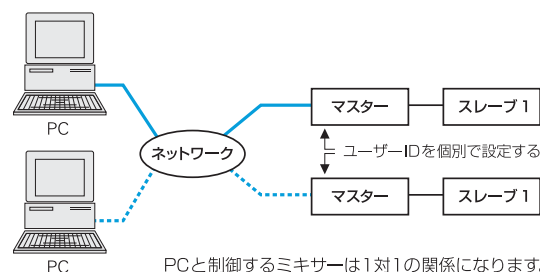 PC
ネットワーク
マスター
スレーブ1
ユーザーIDを個別で設定する
マスター
スレーブ1
PC
PCと制御するミキサーは1対1の関係になります。